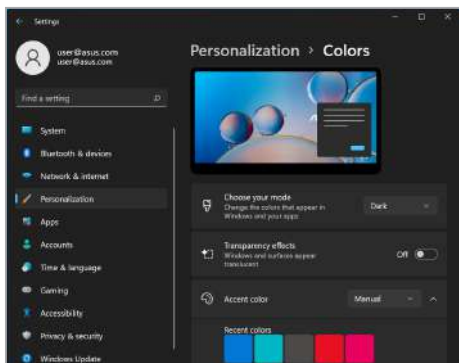 Settings
user@asus.com
user@asus.com
Find a setting
System
Bluetooth & devices
Network & internet
Personalization
Apps
Accounts
Time & language
Gaming
Accessibility
Privacy & security
Windows Update
Personalization > Colors
Choose your mode
Change the colors that appear in
Windows and your apps
Dark
Transparency effects
Windows and surfaces appear
translucent
Off
Accent color
Manual
Recent colors